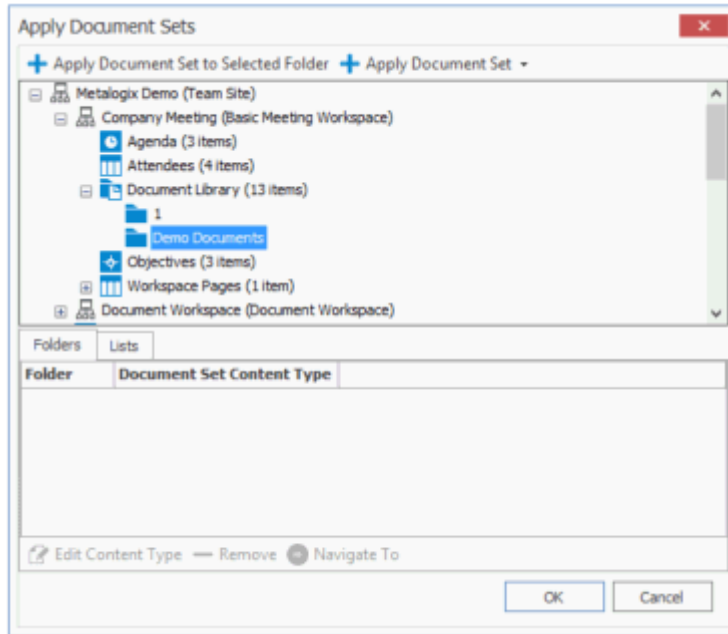 Apply Document Sets
Apply Document Set to Selected Folder Apply Document Set
Metalogix Demo (Team Site)
Company Meeting (Basic Meeting Workspace)
Agenda (3 items)
Attendees (4 items)
Document Library (13 items)
1
Demo Documents
Objectives (3 items)
Workspace Pages (1 item)
Document Workspace (Document Workspace)
Folders Lists
Folder Document Set Content Type
Edit Content Type Remove Navigate To
OK Cancel